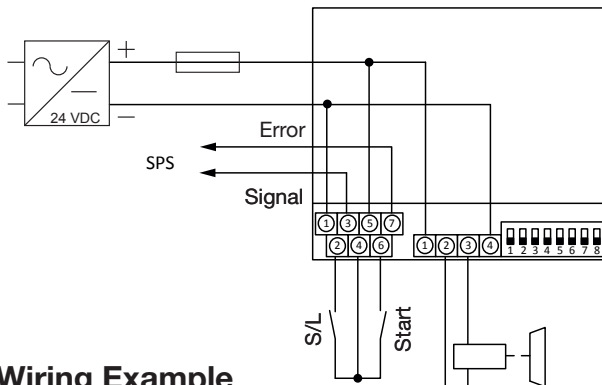 +
24 VDC
−
Error
SPS
Signal
1 3 5 7
2 4 6
1 2 3 4
1 2 3 4 5 6 7 8
S/L
Start
Wiring Example